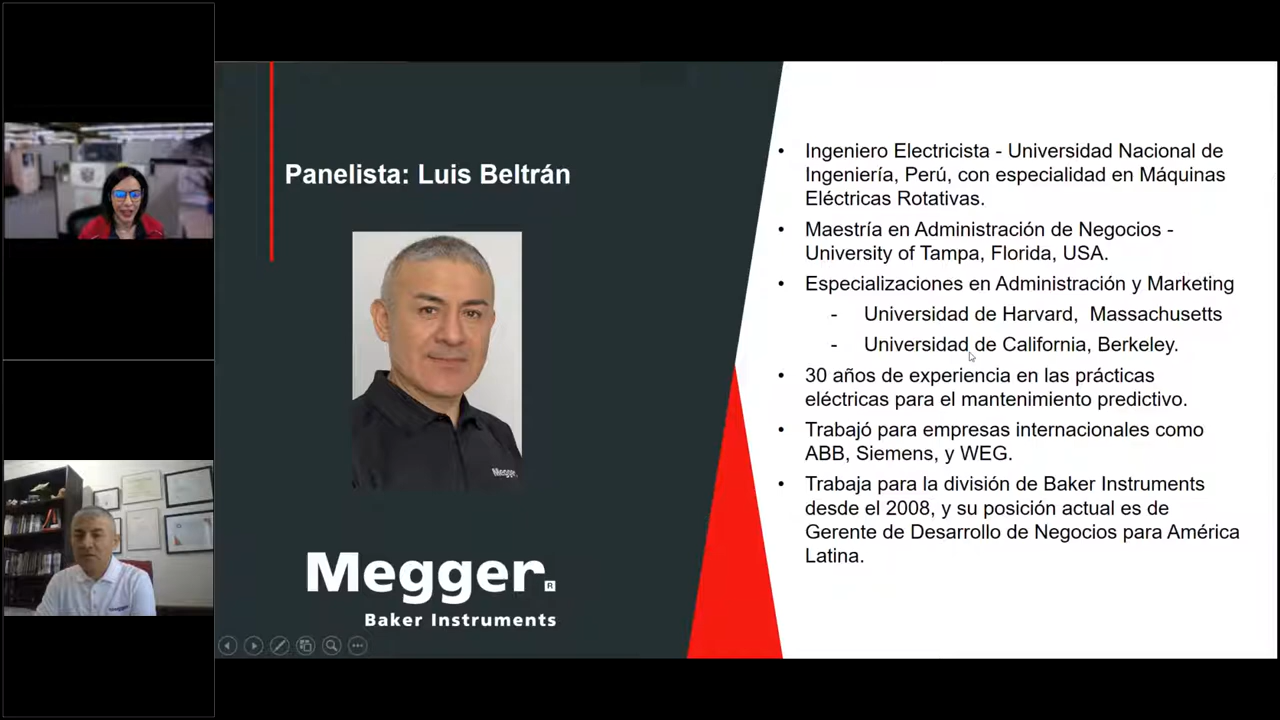 Panelista: Luis Beltrán
Megger
Megger®
Baker Instruments
• Ingeniero Electricista - Universidad Nacional de
Ingeniería, Perú, con especialidad en Máquinas
Eléctricas Rotativas.
• Maestría en Administración de Negocios -
University of Tampa, Florida, USA.
• Especializaciones en Administración y Marketing
- Universidad de Harvard, Massachusetts
- Universidad de California, Berkeley.
• 30 años de experiencia en las prácticas
eléctricas para el mantenimiento predictivo.
• Trabajó para empresas internacionales como
ABB, Siemens, y WEG.
• Trabaja para la división de Baker Instruments
desde el 2008, y su posición actual es de
Gerente de Desarrollo de Negocios para América
Latina.